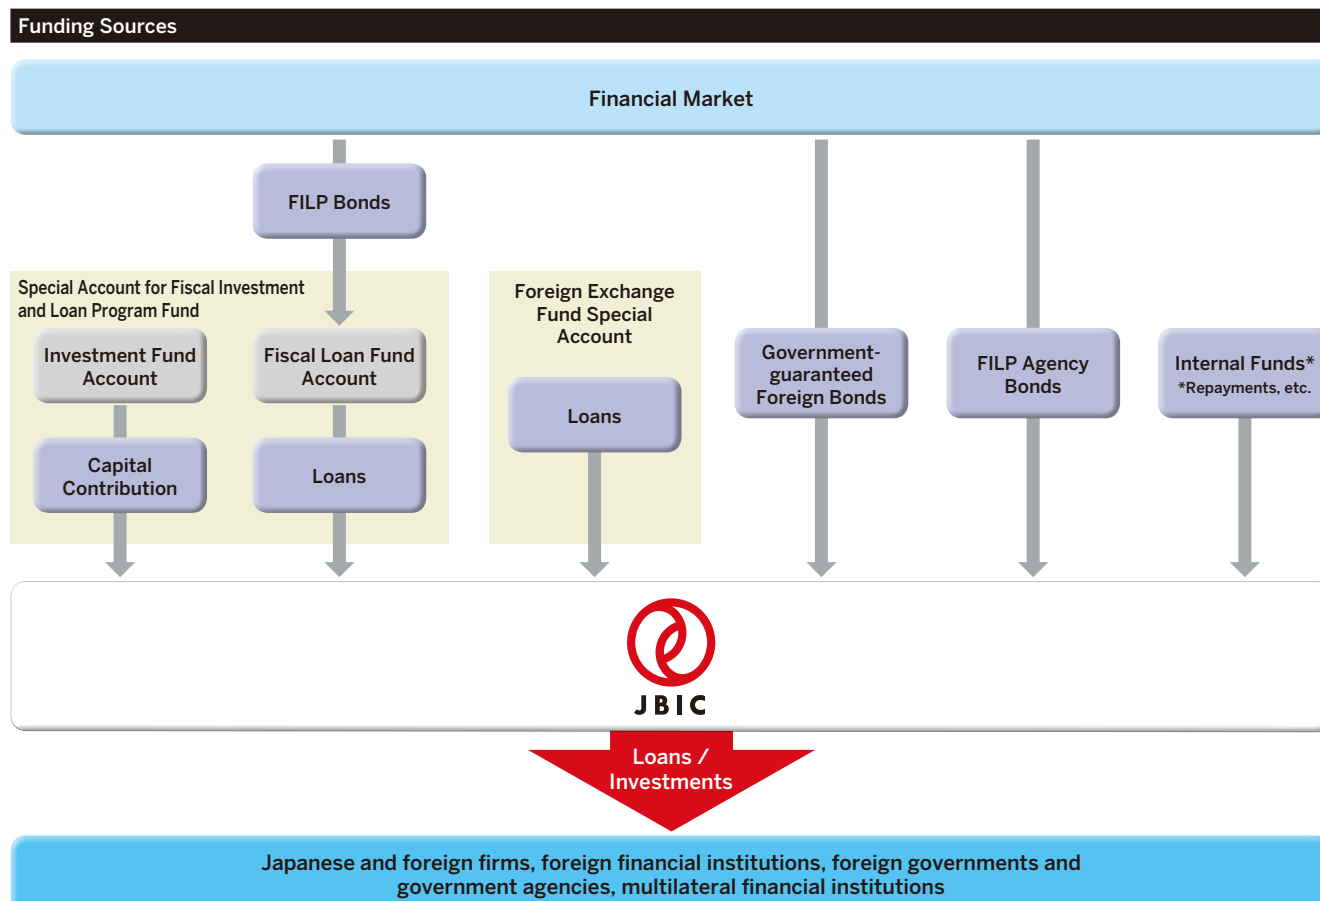 Funding Sources
Financial Market
FILP Bonds
Special Account for Fiscal Investment
and Loan Program Fund
Investment Fund
Account
Fiscal Loan Fund
Account
Capital
Contribution
Loans
Foreign Exchange
Fund Special
Account
Loans
Government-
guaranteed
Foreign Bonds
FILP Agency
Bonds
Internal Funds*
*Repayments, etc.
JBIC
Loans /
Investments
Japanese and foreign firms, foreign financial institutions, foreign governments and
government agencies, multilateral financial institutions